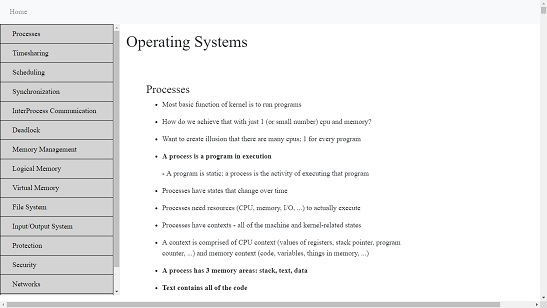 Home
Processes
Timesharing
Scheduling
Synchronization
InterProcess Communication
Deadlock
Memory Management
Logical Memory
Virtual Memory
File System
Input/Output System
Protection
Security
Networks
Operating Systems
Processes
• Most basic function of kernel is to run programs
• How do we achieve that with just 1 (or small number) cpu and memory?
• Want to create illusion that there are many cpus; 1 for every program
• A process is a program in execution
- A program is static; a process is the activity of executing that program
• Processes have states that change over time
• Processes need resources (CPU, memory, I/O, ...) to actually execute
• Processes have contexts - all of the machine and kernel-related states
• A context is comprised of CPU context (values of registers, stack pointer, program
counter, ...) and memory context (code, variables, things in memory, ...)
• A process has 3 memory areas: stack, text, data
• Text contains all of the code